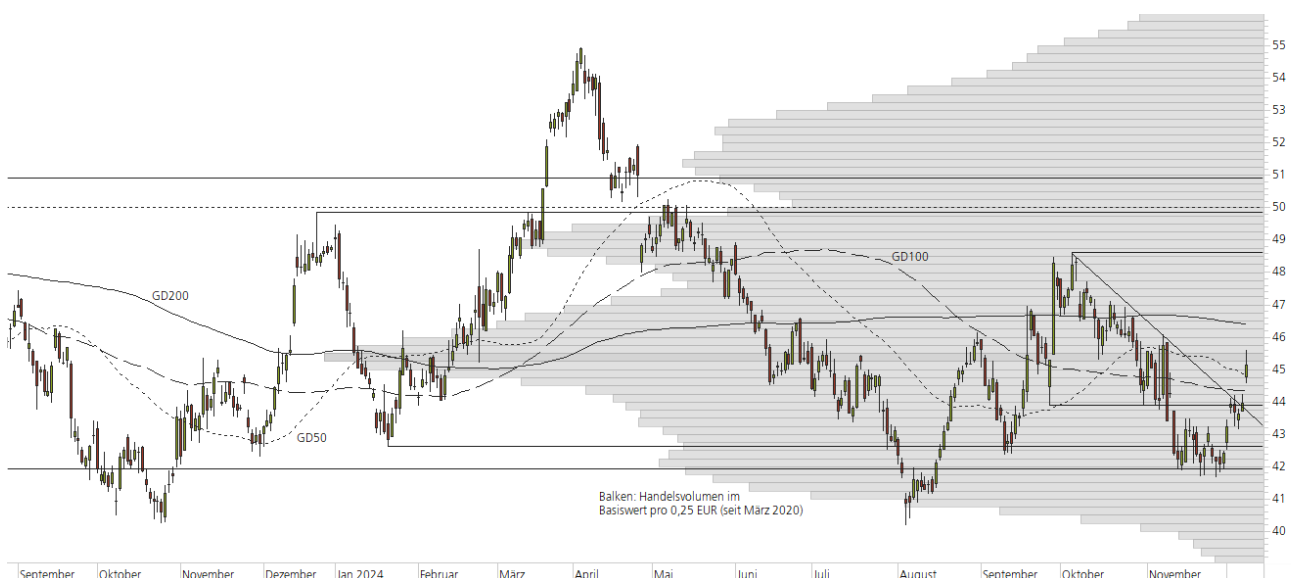 55
54
53
52
51
50
49
48
47
46
45
44
43
42
41
40
GD200
GD50
GD100
Balken: Handelsvolumen im
Basiswert pro 0,25 EUR (seit März 2020)
September Oktober November Dezember Jan 2024 Februar März April Mai Juni Juli August September Oktober November